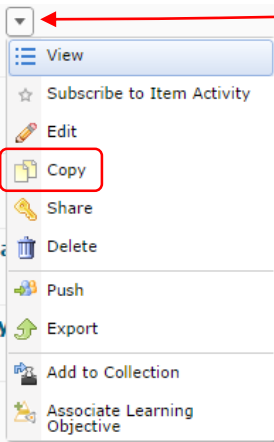 View
Subscribe to Item Activity
Edit
Copy
Share
Delete
Push
Export
Add to Collection
Associate Learning
Objective